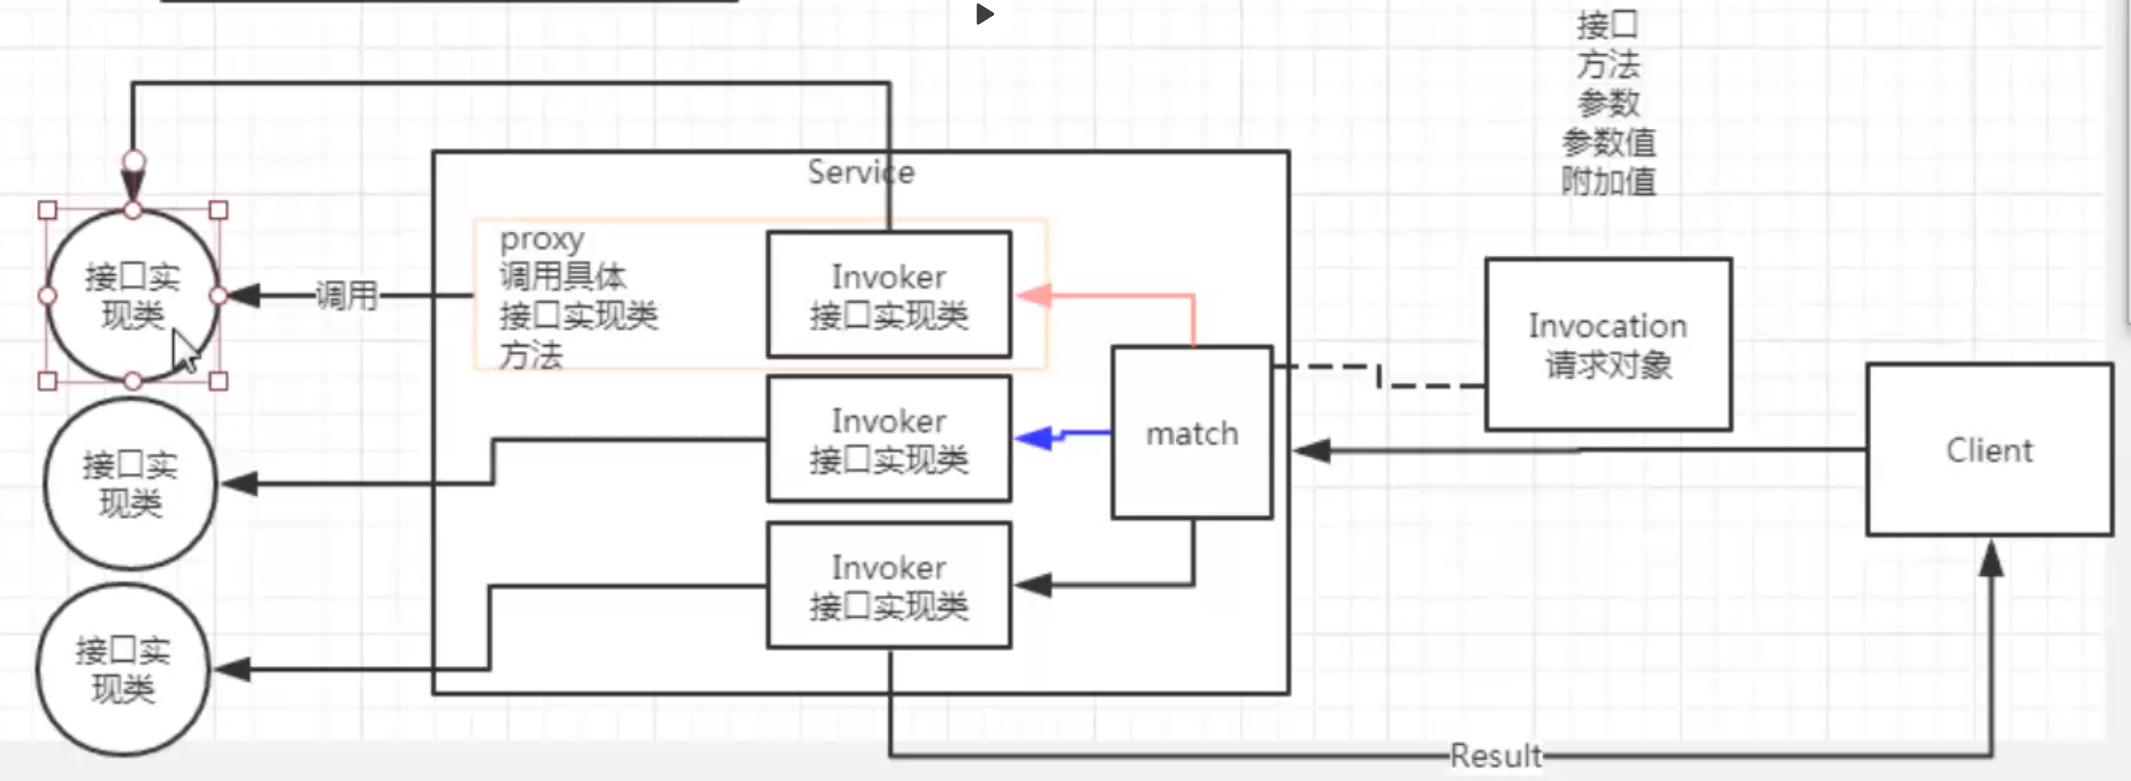 接口
方法
参数
参数值
附加值
Service
proxy
调用具体
接口实现类
方法
Invoker
接口实现类
接口实
现类
调用
Invocation
请求对象
Invoker
接口实现类
match
Client
接口实
现类
Invoker
接口实现类
接口实
现类
Result